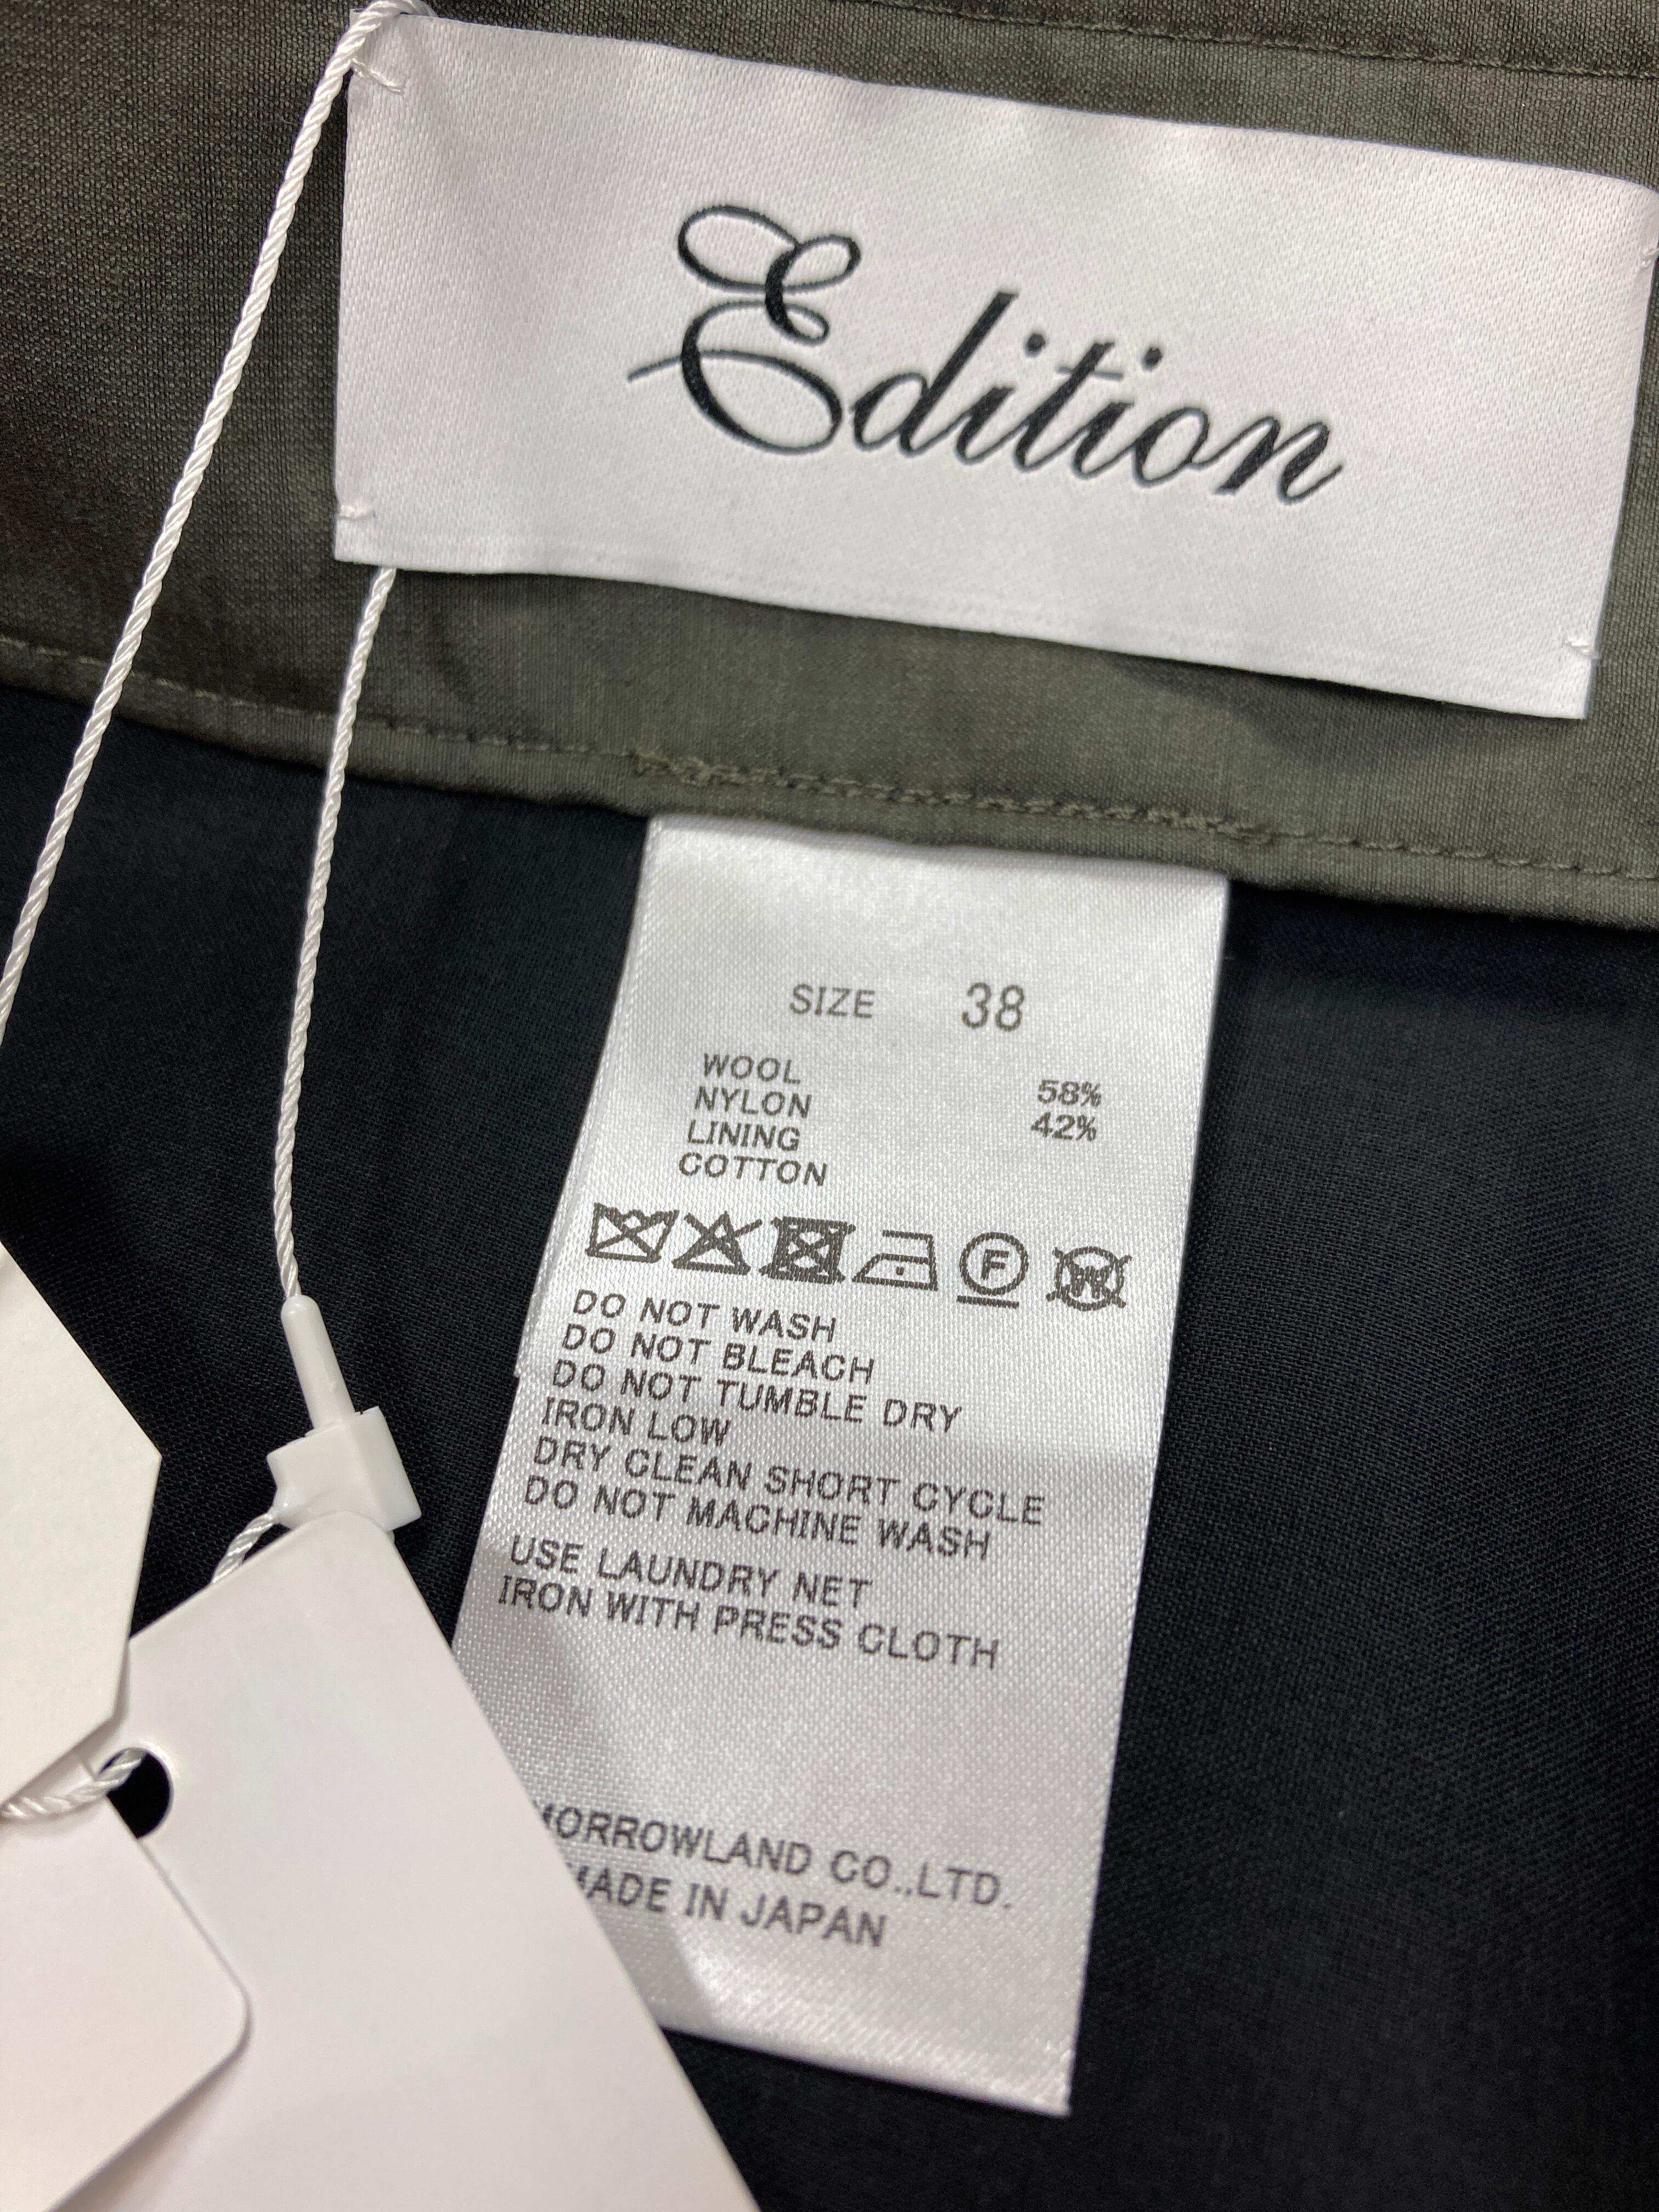 Edition
SIZE 38
WOOL 58%
NYLON 42%
LINING
COTTON
F W
DO NOT WASH
DO NOT BLEACH
DO NOT TUMBLE DRY
IRON LOW
DRY CLEAN SHORT CYCLE
DO NOT MACHINE WASH
USE LAUNDRY NET
IRON WITH PRESS CLOTH
MORROWLAND CO.,LTD.
MADE IN JAPAN